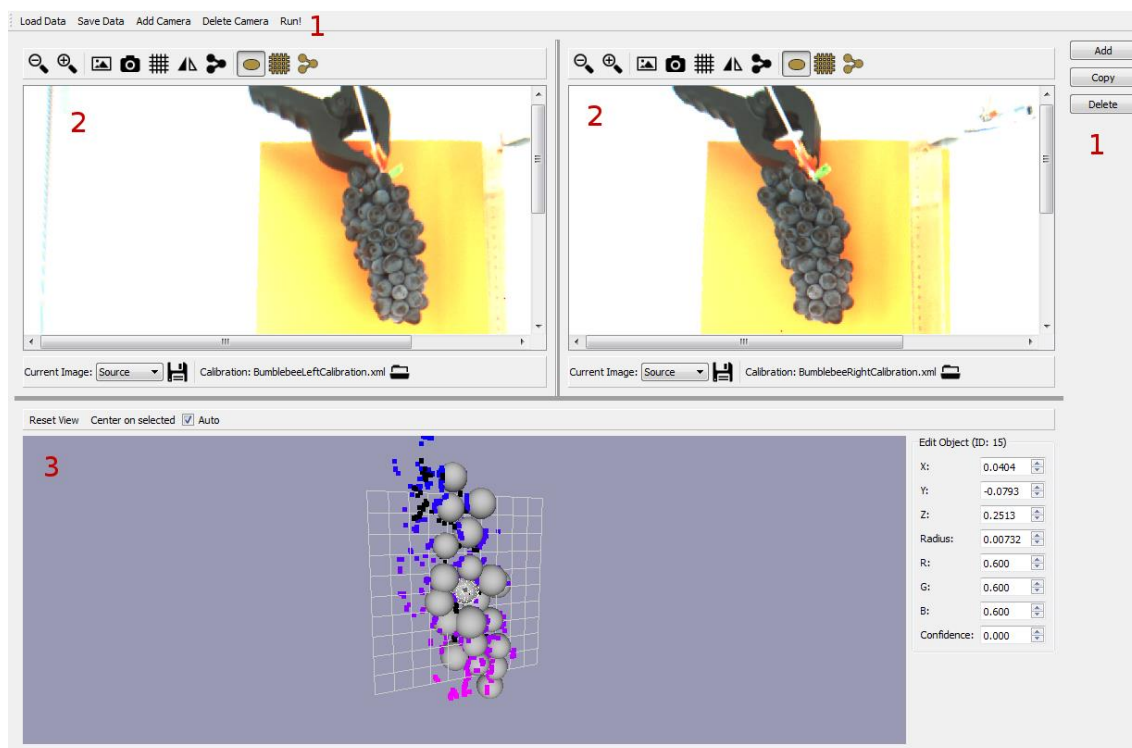 Load Data Save Data Add Camera Delete Camera Run! 1
Add
Copy
Delete
1
2
2
Current Image: Source Calibration: BumblebeeLeftCalibration.xml
Current Image: Source Calibration: BumblebeeRightCalibration.xml
Reset View Center on selected Auto
3
Edit Object (ID: 15)
X: 0.0404
Y: -0.0793
Z: 0.2513
Radius: 0.00732
R: 0.600
G: 0.600
B: 0.600
Confidence: 0.000